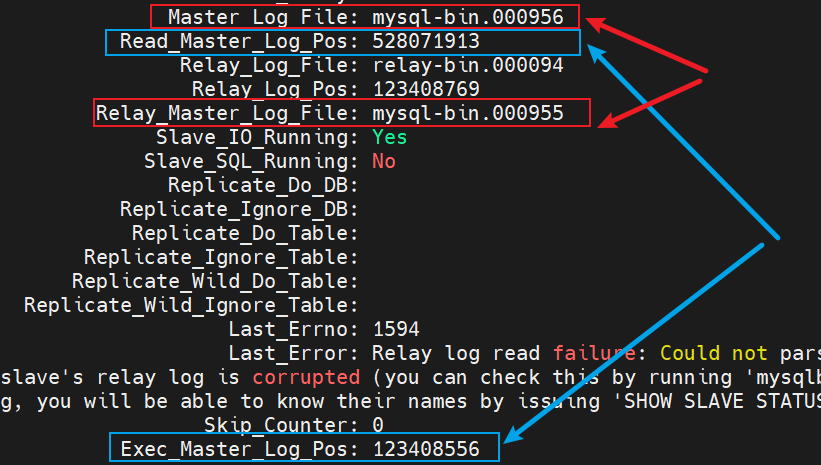 Master_Log_File: mysql-bin.000956
Read_Master_Log_Pos: 528071913
Relay_Log_File: relay-bin.000094
Relay_Log_Pos: 123408769
Relay_Master_Log_File: mysql-bin.000955
Slave_IO_Running: Yes
Slave_SQL_Running: No
Replicate_Do_DB:
Replicate_Ignore_DB:
Replicate_Do_Table:
Replicate_Ignore_Table:
Replicate_Wild_Do_Table:
Replicate_Wild_Ignore_Table:
Last_Errno: 1594
Last_Error: Relay log read failure: Could not pars
slave's relay log is corrupted (you can check this by running 'mysqlb
g, you will be able to know their names by issuing 'SHOW SLAVE STATUS
Skip_Counter: 0
Exec_Master_Log_Pos: 123408556